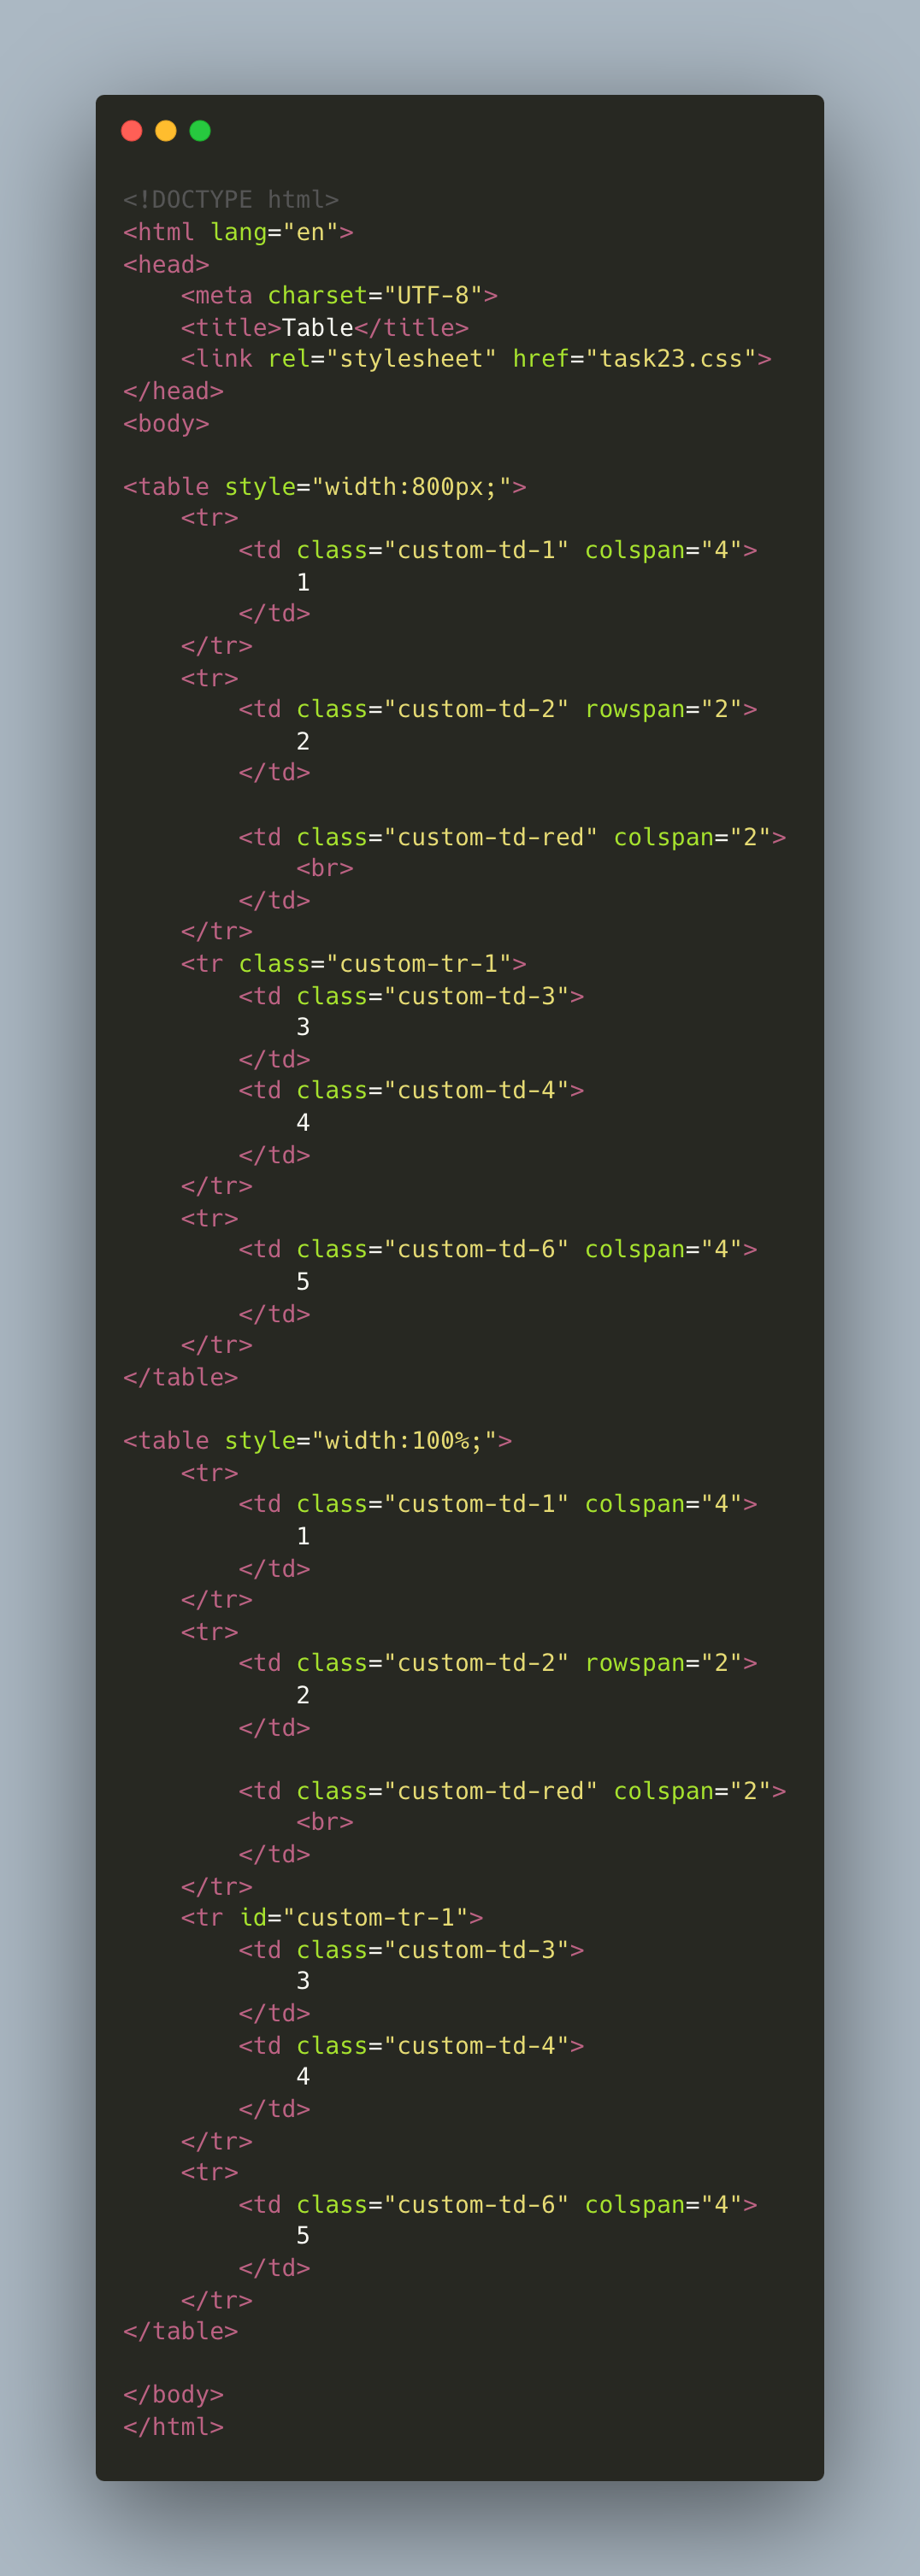 <!DOCTYPE html>
<html lang="en">
<head>
    <meta charset="UTF-8">
    <title>Table</title>
    <link rel="stylesheet" href="task23.css">
</head>
<body>

<table style="width:800px;">
    <tr>
        <td class="custom-td-1" colspan="4">
            1
        </td>
    </tr>
    <tr>
        <td class="custom-td-2" rowspan="2">
            2
        </td>

        <td class="custom-td-red" colspan="2">
            <br>
        </td>
    </tr>
    <tr class="custom-tr-1">
        <td class="custom-td-3">
            3
        </td>
        <td class="custom-td-4">
            4
        </td>
    </tr>
    <tr>
        <td class="custom-td-6" colspan="4">
            5
        </td>
    </tr>
</table>

<table style="width:100%;">
    <tr>
        <td class="custom-td-1" colspan="4">
            1
        </td>
    </tr>
    <tr>
        <td class="custom-td-2" rowspan="2">
            2
        </td>

        <td class="custom-td-red" colspan="2">
            <br>
        </td>
    </tr>
    <tr id="custom-tr-1">
        <td class="custom-td-3">
            3
        </td>
        <td class="custom-td-4">
            4
        </td>
    </tr>
    <tr>
        <td class="custom-td-6" colspan="4">
            5
        </td>
    </tr>
</table>

</body>
</html>